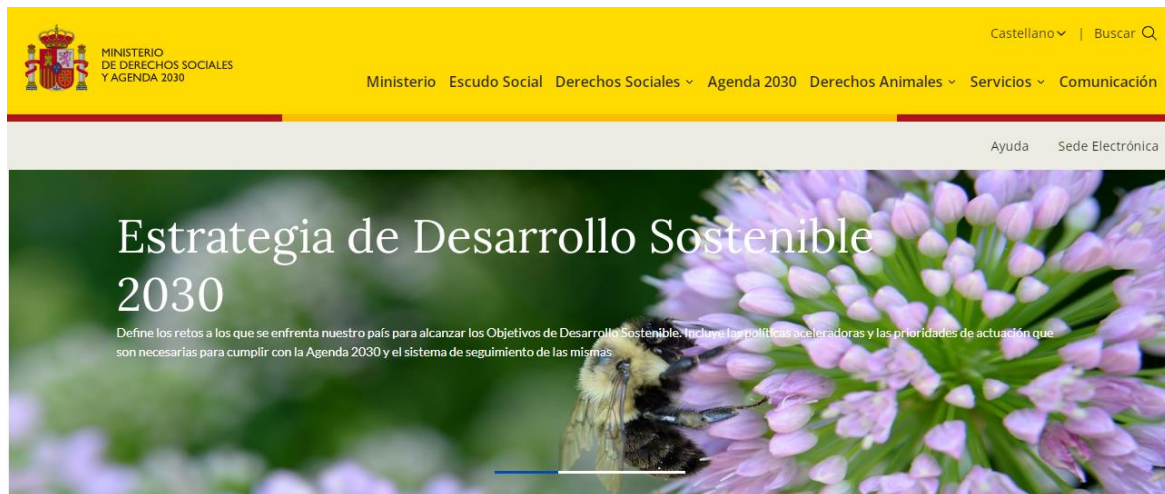 Castellano | Buscar
MINISTERIO
DE DERECHOS SOCIALES
Y AGENDA 2030
Ministerio Escudo Social Derechos Sociales Agenda 2030 Derechos Animales Servicios Comunicación
Ayuda Sede Electrónica
Estrategia de Desarrollo Sostenible
2030
Define los retos a los que se enfrenta nuestro país para alcanzar los Objetivos de Desarrollo Sostenible. Incluye las políticas aceleradoras y las prioridades de actuación que
son necesarias para cumplir con la Agenda 2030 y el sistema de seguimiento de las mismas